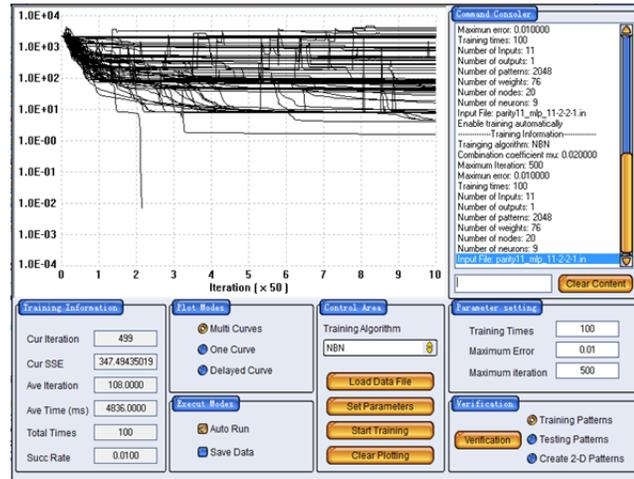 1.0E+04
1.0E+03
1.0E+02
1.0E+01
1.0E-00
1.0E-01
1.0E-02
1.0E-03
1.0E-04
0 1 2 3 4 5 6 7 8 9 10
Iteration ( x 50 )
Command Consoler
Maximun error: 0.010000
Training times: 100
Number of Inputs: 11
Number of outputs: 1
Number of patterns: 2048
Number of weights: 76
Number of nodes: 20
Number of neurons: 9
Input File: parity11_mlp_11-2-2-1.in
Enable training automatically
---------------Training Information---------------
Trainging algorithm: NBN
Combination coefficient mu: 0.020000
Maximum Iteration: 500
Maximun error: 0.010000
Training times: 100
Number of Inputs: 11
Number of outputs: 1
Number of patterns: 2048
Number of weights: 76
Number of nodes: 20
Number of neurons: 9
Input File: parity11_mlp_11-2-2-1.in
Clear Content
Training Information
Cur Iteration 499
Cur SSE 347.49435019
Ave Iteration 108.0000
Ave Time (ms) 4836.0000
Total Times 100
Succ Rate 0.0100
Plot Modes
Multi Curves
One Curve
Delayed Curve
Execut Modes
Auto Run
Save Data
Control Area
Training Algorithm
NBN
Load Data File
Set Parameters
Start Training
Clear Plotting
Parameter setting
Training Times 100
Maximum Error 0.01
Maximum iteration 500
Verification
Verification
Training Patterns
Testing Patterns
Create 2-D Patterns